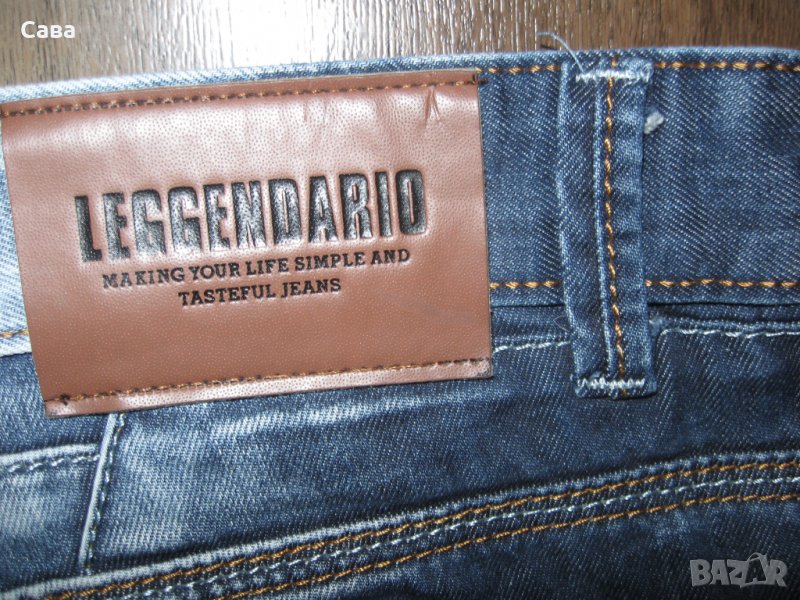 Сава
LEGGENDARIO
MAKING YOUR LIFE SIMPLE AND
TASTEFUL JEANS
BAZAR